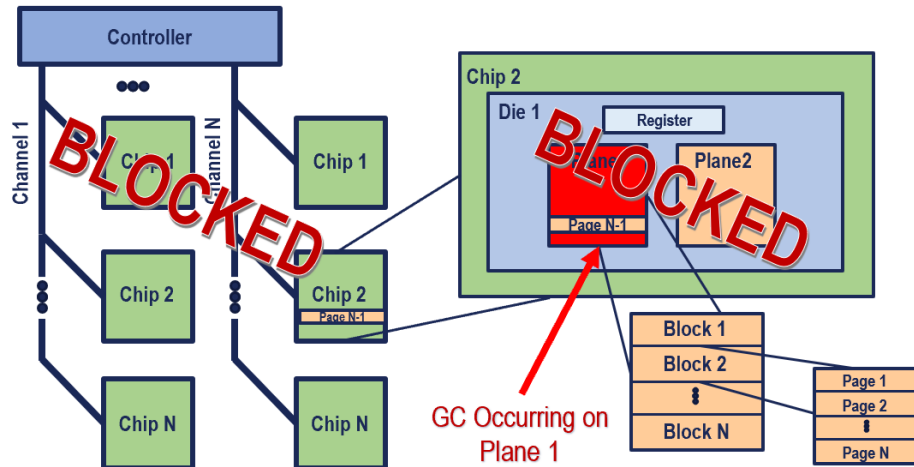 Controller
Channel 1
Channel N
Chip 1
Chip 2
Chip N
Chip 1
Chip 2
Page N-1
Chip N
BLOCKED
Chip 2
Die 1
Register
Plane
Page N-1
Plane2
BLOCKED
GC Occurring on
Plane 1
Block 1
Block 2
Block N
Page 1
Page 2
Page N